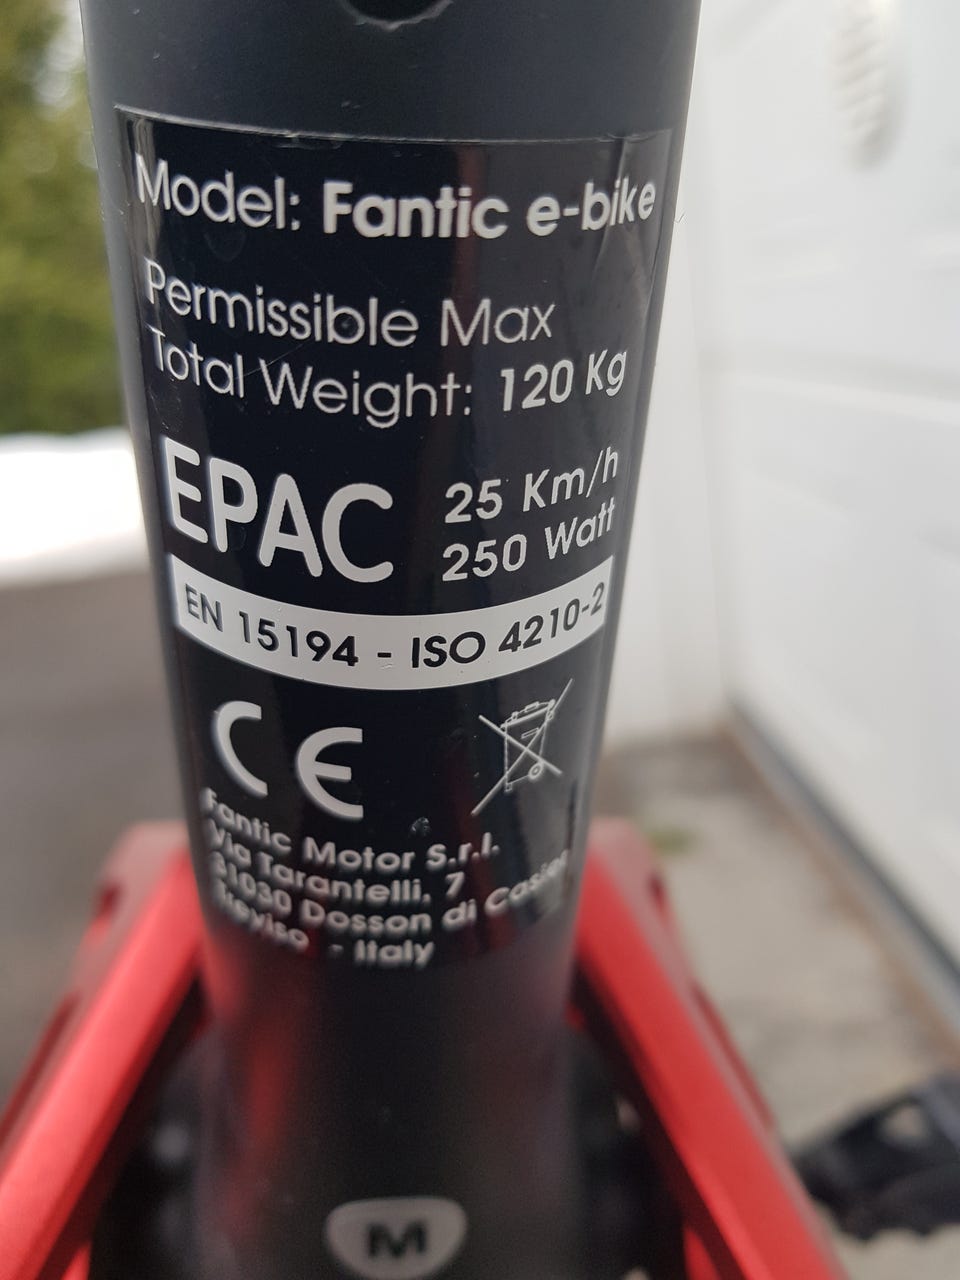 Model: Fantic e-bike
Permissible Max
Total Weight: 120 Kg
EPAC
25 Km/h
250 Watt
EN 15194 - ISO 4210-2
CE
Fantic Motor S.r.l.
Via Tarantelli, 7
31030 Dosson di Casier
Treviso - Italy
M